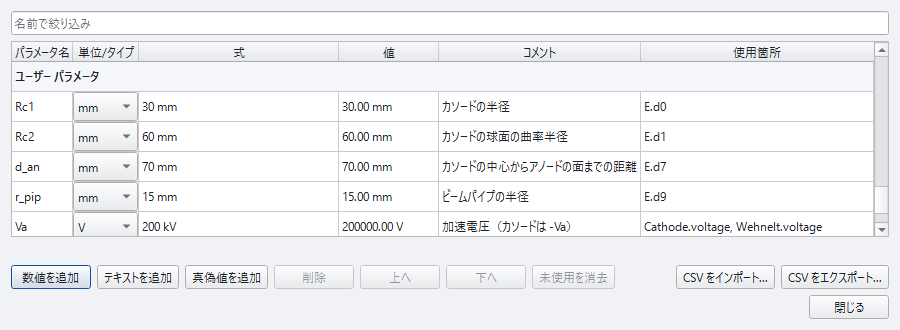 名前で絞り込み
パラメータ名 単位/タイプ 式 値 コメント 使用箇所
ユーザー パラメータ
Rc1 mm 30 mm 30.00 mm カソードの半径 E.d0
Rc2 mm 60 mm 60.00 mm カソードの球面の曲率半径 E.d1
d_an mm 70 mm 70.00 mm カソードの中心からアノードの面までの距離 E.d7
r_pip mm 15 mm 15.00 mm ビームパイプの半径 E.d9
Va V 200 kV 200000.00 V 加速電圧（カソードは -Va） Cathode.voltage, Wehnelt.voltage
数値を追加 テキストを追加 真偽値を追加 削除 上へ 下へ 未使用を消去 CSV をインポート... CSV をエクスポート...
閉じる